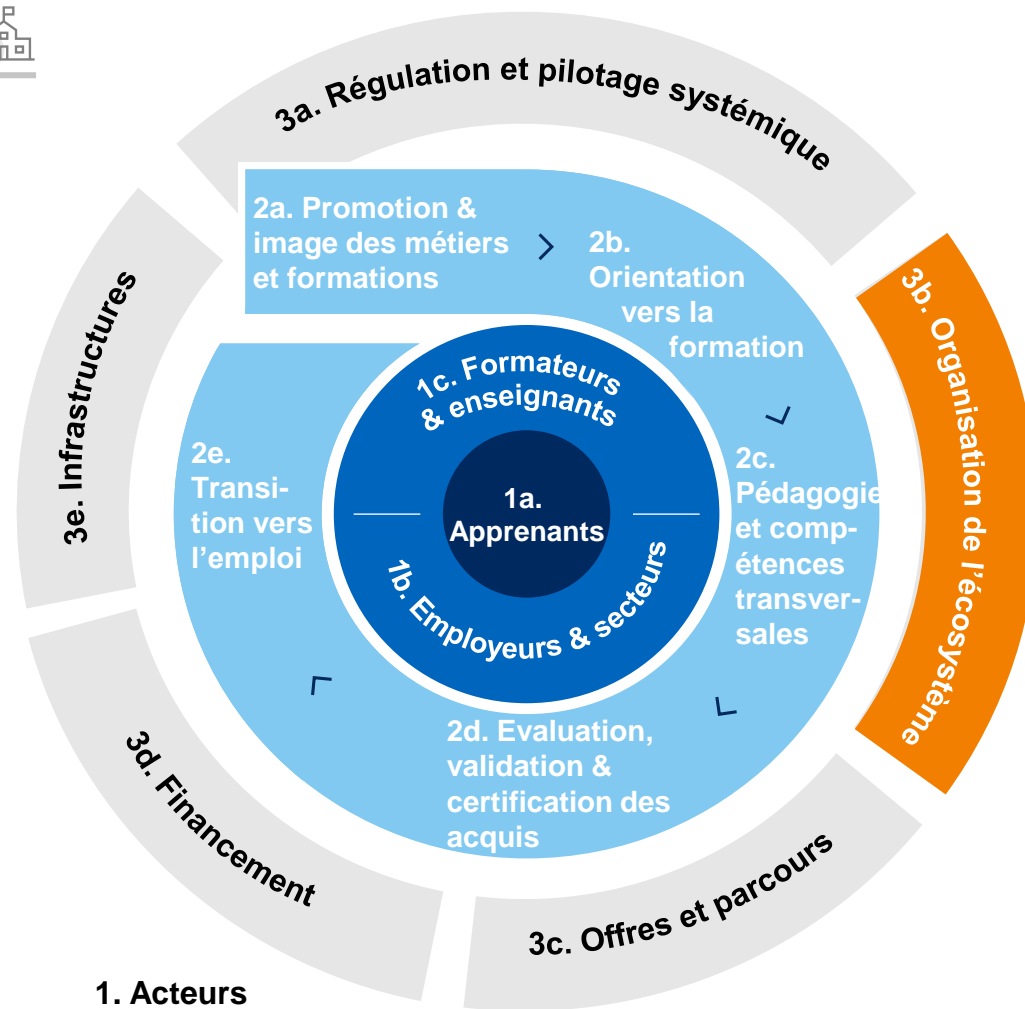 3a. Régulation et pilotage systémique
2a. Promotion &
image des métiers
et formations
2b.
Orientation
vers la
formation
3b. Organisation de l'écosystème
3e. Infrastructures
1c. Formateurs
& enseignants
2e.
Transi-
tion vers
l'emploi
1a.
Apprenants
2c.
Pédagogie
et comp-
étences
transver-
sales
1b. Employeurs & secteurs
2d. Evaluation,
validation &
certification des
acquis
3d. Financement
3c. Offres et parcours
1. Acteurs